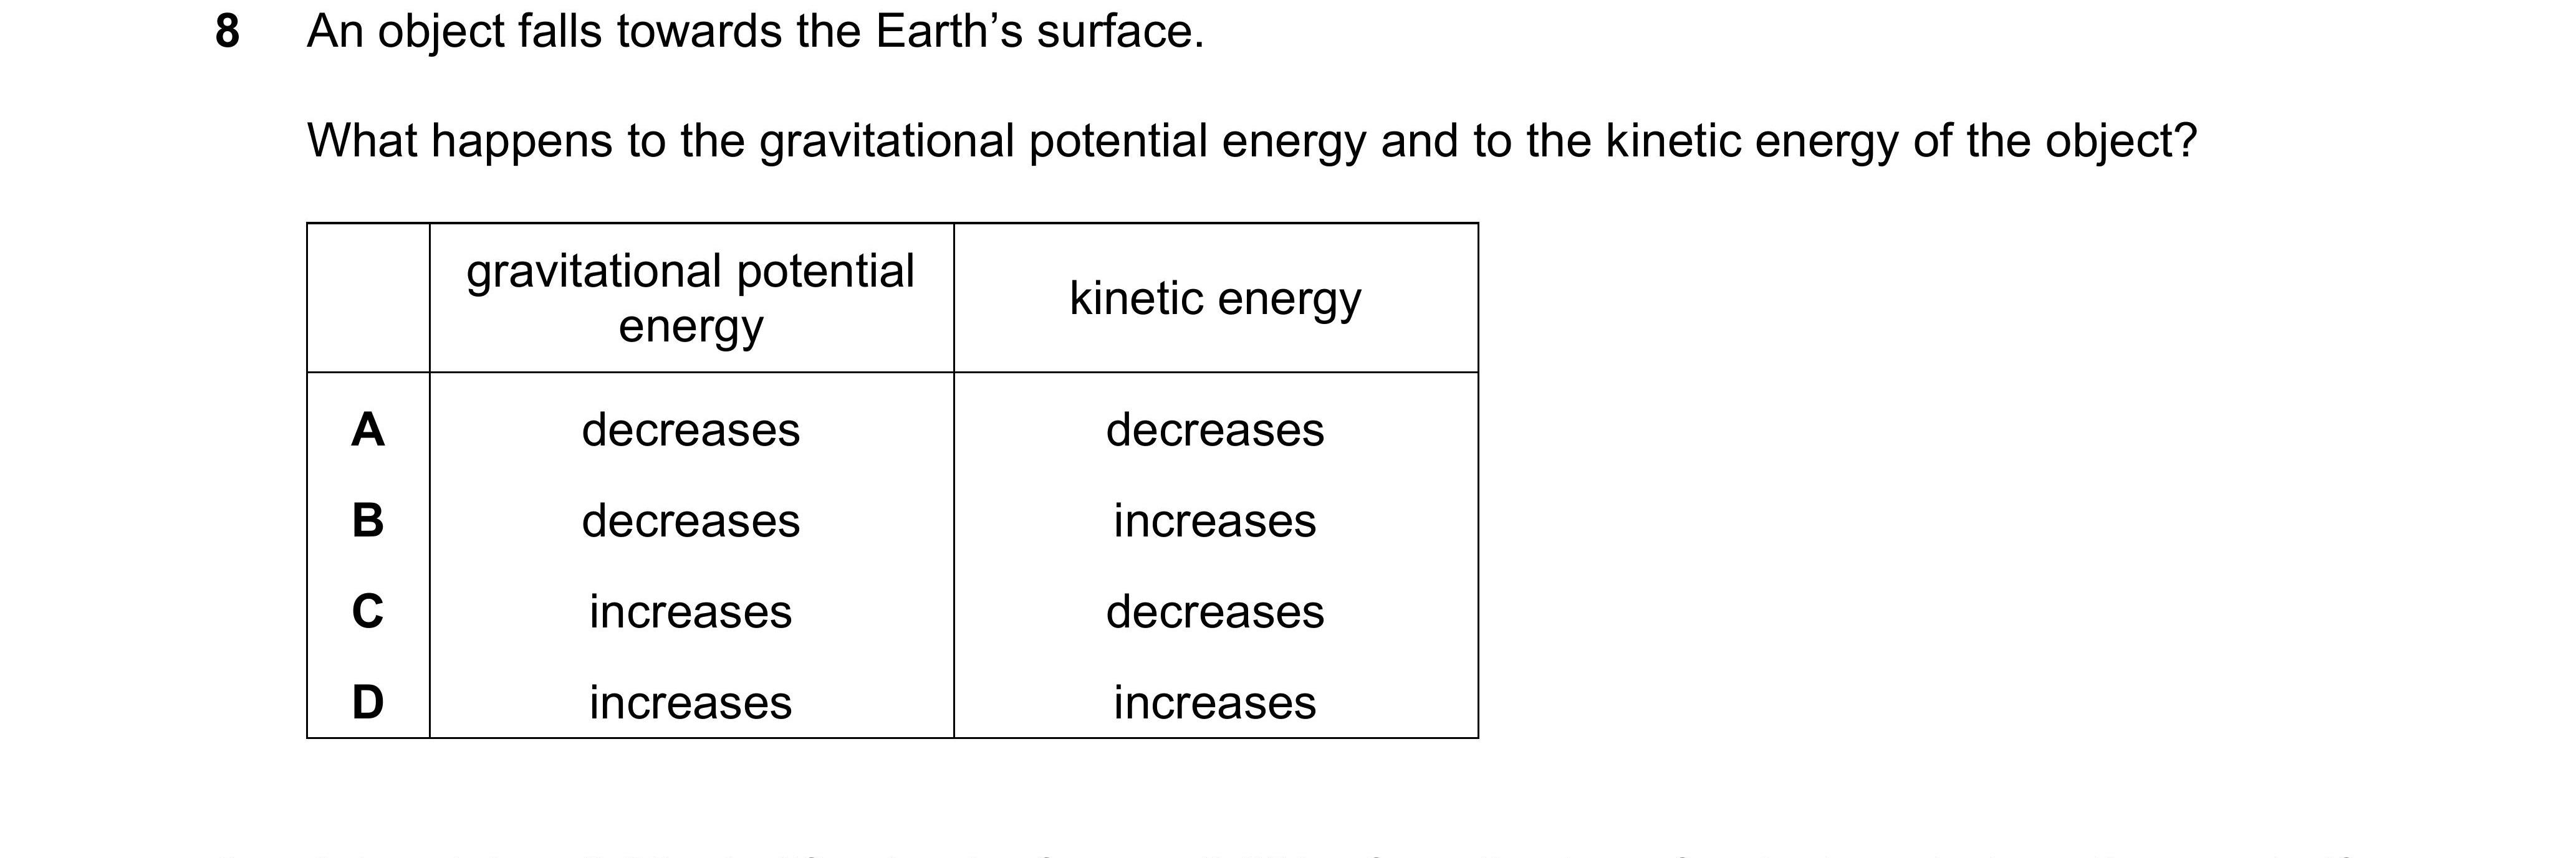 8 An object falls towards the Earth’s surface.
What happens to the gravitational potential energy and to the kinetic energy of the object?
gravitational potential
energy
kinetic energy
A decreases decreases
B decreases increases
C increases decreases
D increases increases